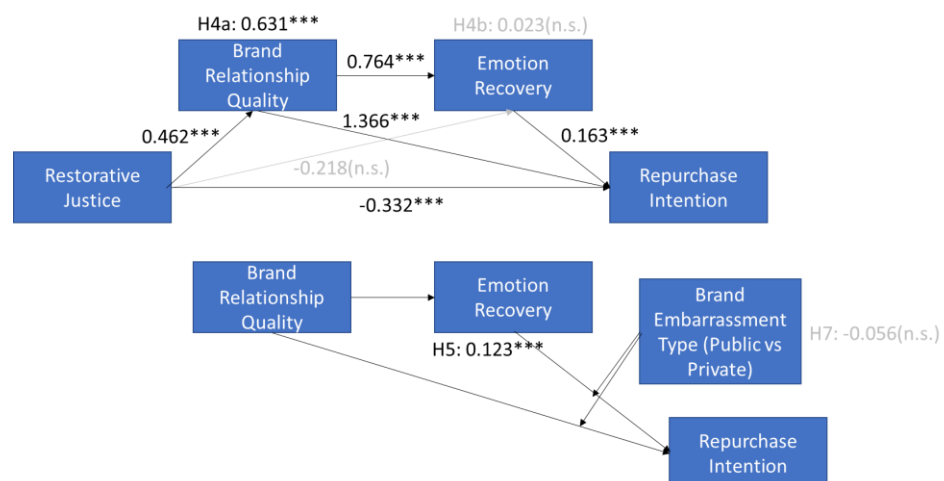 H4a: 0.631***
H4b: 0.023(n.s.)
Brand
Relationship
Quality
0.764***
Emotion
Recovery
0.462***
1.366***
0.163***
-0.218(n.s.)
Restorative
Justice
-0.332***
Repurchase
Intention
Brand
Relationship
Quality
Emotion
Recovery
H5: 0.123***
Brand
Embarrassment
Type (Public vs
Private)
H7: -0.056(n.s.)
Repurchase
Intention